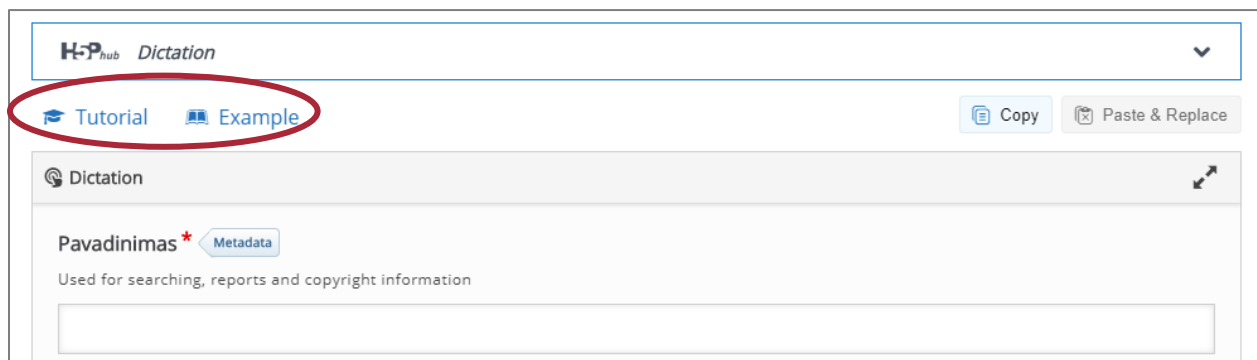 H5P hub Dictation
Tutorial Example Copy Paste & Replace
Dictation
Pavadinimas * Metadata
Used for searching, reports and copyright information